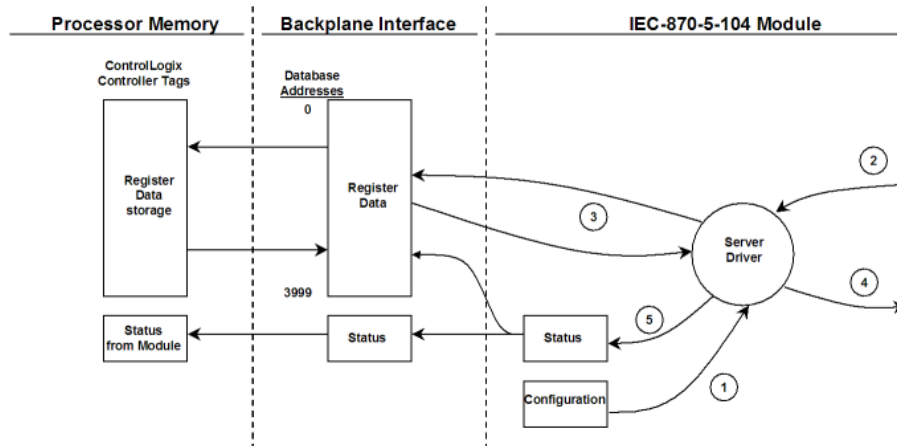 Processor Memory
Backplane Interface
IEC-870-5-104 Module
ControlLogix
Controller Tags
Database
Addresses
0
Register
Data
storage
Register
Data
3999
2
3
Server
Driver
4
Status
from Module
Status
Status
5
Configuration
1